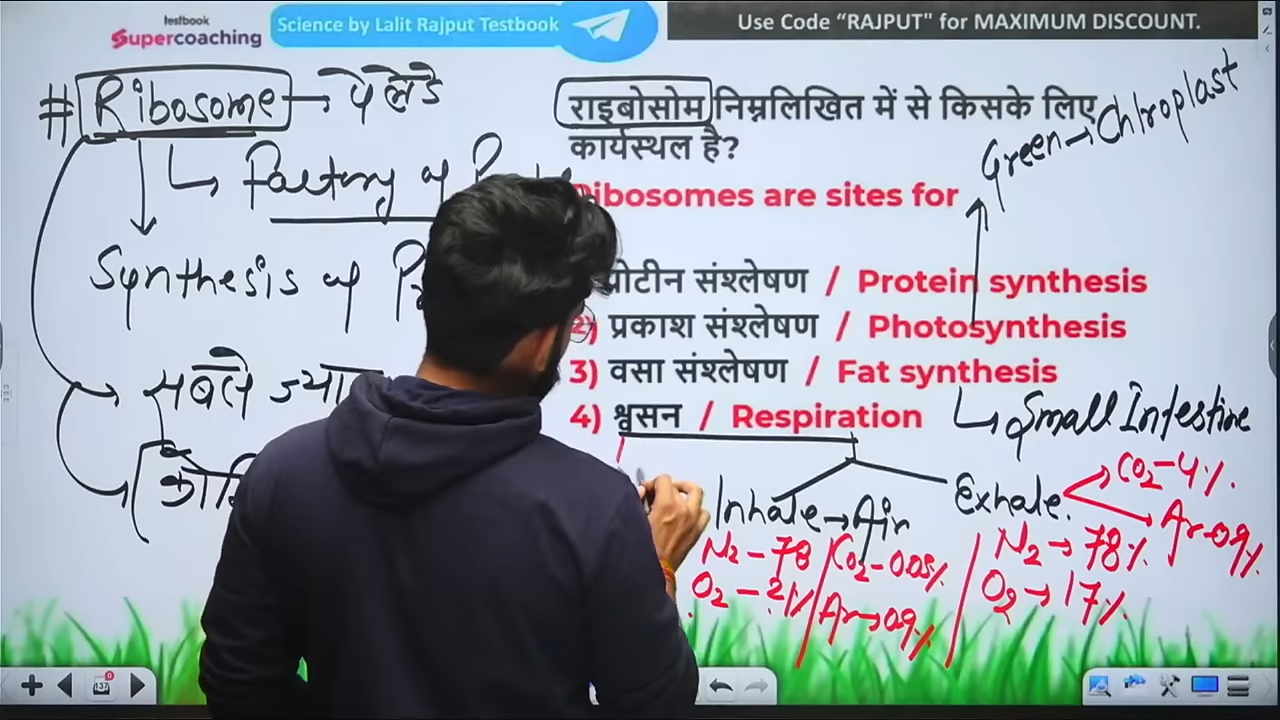 testbook
Supercoaching
Science by Lalit Rajput Testbook
Use Code “RAJPUT" for MAXIMUM DISCOUNT.
# Ribosome → पैलेडे
Factory of
Synthesis of
सबसे
राइबोसोम निम्नलिखित में से किसके लिए
कार्यस्थल है?
Ribosomes are sites for
प्रोटीन संश्लेषण / Protein synthesis
2) प्रकाश संश्लेषण / Photosynthesis
3) वसा संश्लेषण / Fat synthesis
4) श्वसन / Respiration
Green → Chlroplast
Small Intestine
Inhale → Air
N2 - 78
O2 - 21%
CO2 - 0.03%
Ar → 0.9%
Exhale.
CO2 - 4%.
Ar - 0.9%
N2 → 78%
O2 → 17%
137